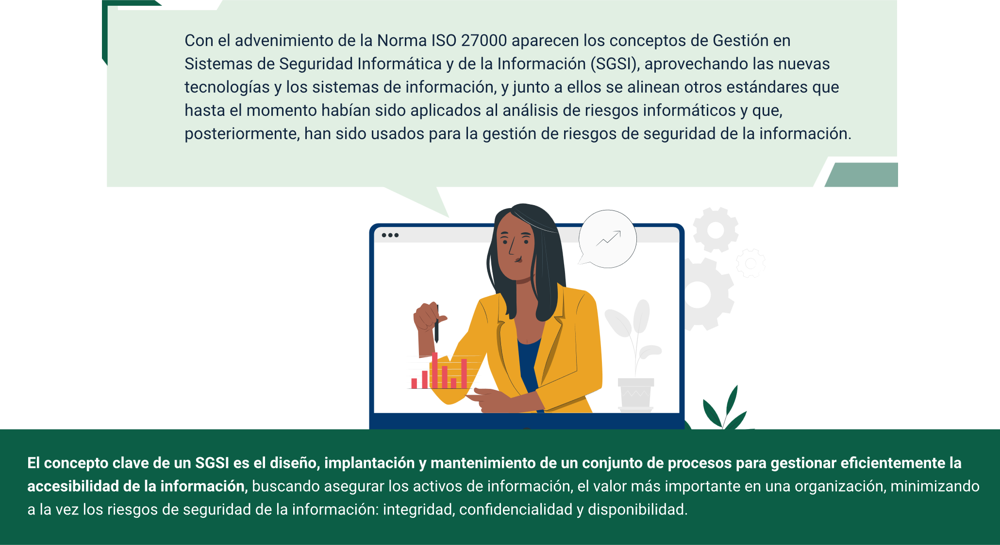 Con el advenimiento de la Norma ISO 27000 aparecen los conceptos de Gestión en
Sistemas de Seguridad Informática y de la Información (SGSI), aprovechando las nuevas
tecnologías y los sistemas de información, y junto a ellos se alinean otros estándares que
hasta el momento habían sido aplicados al análisis de riesgos informáticos y que,
posteriormente, han sido usados para la gestión de riesgos de seguridad de la información.
El concepto clave de un SGSI es el diseño, implantación y mantenimiento de un conjunto de procesos para gestionar eficientemente la
accesibilidad de la información, buscando asegurar los activos de información, el valor más importante en una organización, minimizando
a la vez los riesgos de seguridad de la información: integridad, confidencialidad y disponibilidad.